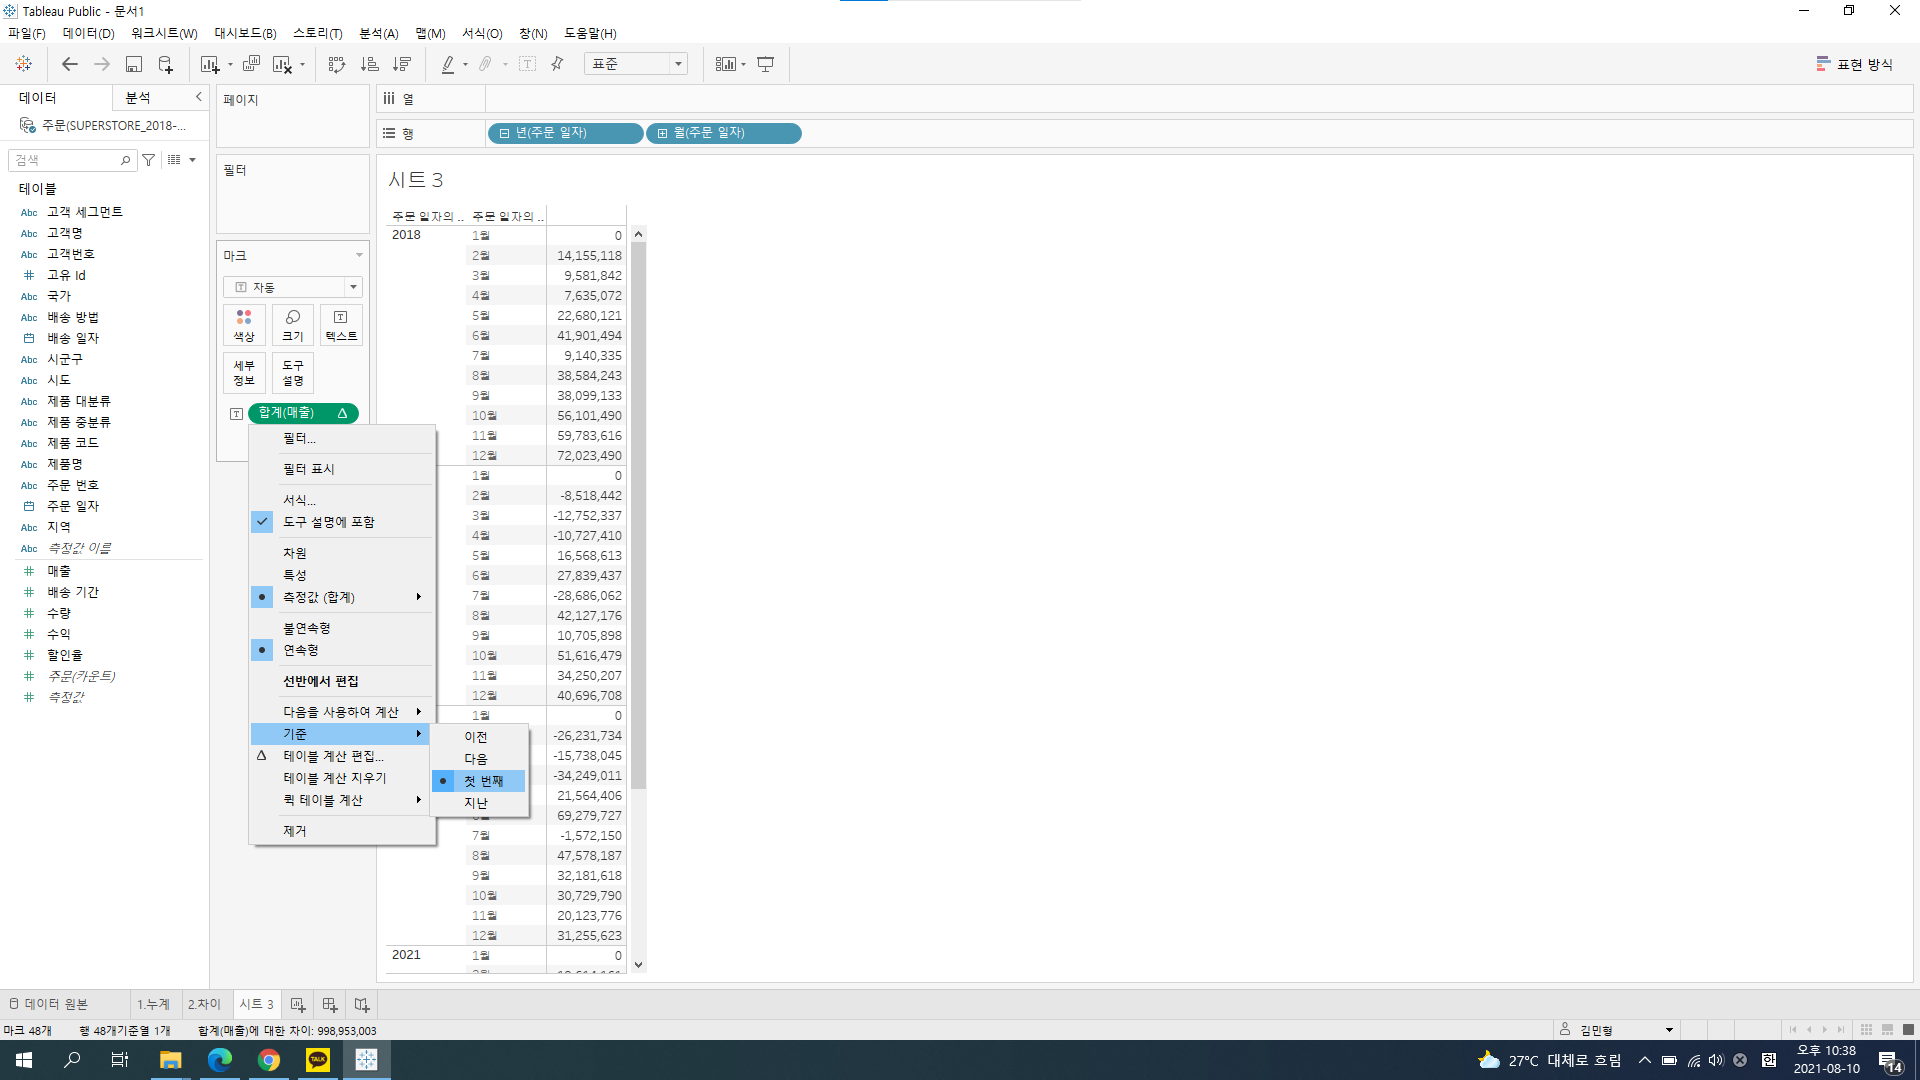 Tableau Public - 문서1
파일(F) 데이터(D) 워크시트(W) 대시보드(B) 스토리(T) 분석(A) 맵(M) 서식(O) 창(N) 도움말(H)
표준
표현 방식
데이터 분석
주문(SUPERSTORE_2018-...
검색
테이블
Abc 고객 세그먼트
Abc 고객명
Abc 고객번호
# 고유 Id
Abc 국가
Abc 배송 방법
배송 일자
Abc 시군구
Abc 시도
Abc 제품 대분류
Abc 제품 중분류
Abc 제품 코드
Abc 제품명
Abc 주문 번호
주문 일자
Abc 지역
Abc 측정값 이름
# 매출
# 배송 기간
# 수량
# 수익
# 할인율
# 주문(카운트)
# 측정값
페이지
필터
마크
자동
색상 크기 텍스트
세부 정보 도구 설명
합계(매출)
필터...
필터 표시
서식...
도구 설명에 포함
차원
특성
측정값 (합계)
불연속형
연속형
선반에서 편집
다음을 사용하여 계산
기준
테이블 계산 편집...
테이블 계산 지우기
퀵 테이블 계산
제거
이전
다음
첫 번째
지난
열
행 년(주문 일자) 월(주문 일자)
시트 3
주문 일자의 .. 주문 일자의 ..
2018 1월 0
2월 14,155,118
3월 9,581,842
4월 7,635,072
5월 22,680,121
6월 41,901,494
7월 9,140,335
8월 38,584,243
9월 38,099,133
10월 56,101,490
11월 59,783,616
12월 72,023,490
1월 0
2월 -8,518,442
3월 -12,752,337
4월 -10,727,410
5월 16,568,613
6월 27,839,437
7월 -28,686,062
8월 42,127,176
9월 10,705,898
10월 51,616,479
11월 34,250,207
12월 40,696,708
1월 0
-26,231,734
-15,738,045
-34,249,011
21,564,406
69,279,727
7월 -1,572,150
8월 47,578,187
9월 32,181,618
10월 30,729,790
11월 20,123,776
12월 31,255,623
2021 1월 0
데이터 원본 1.누계 2.차이 시트 3
마크 48개 행 48개기준열 1개 합계(매출)에 대한 차이: 998,953,003
김민형
TALK
27°C 대체로 흐림
한
오후 10:38
2021-08-10
14